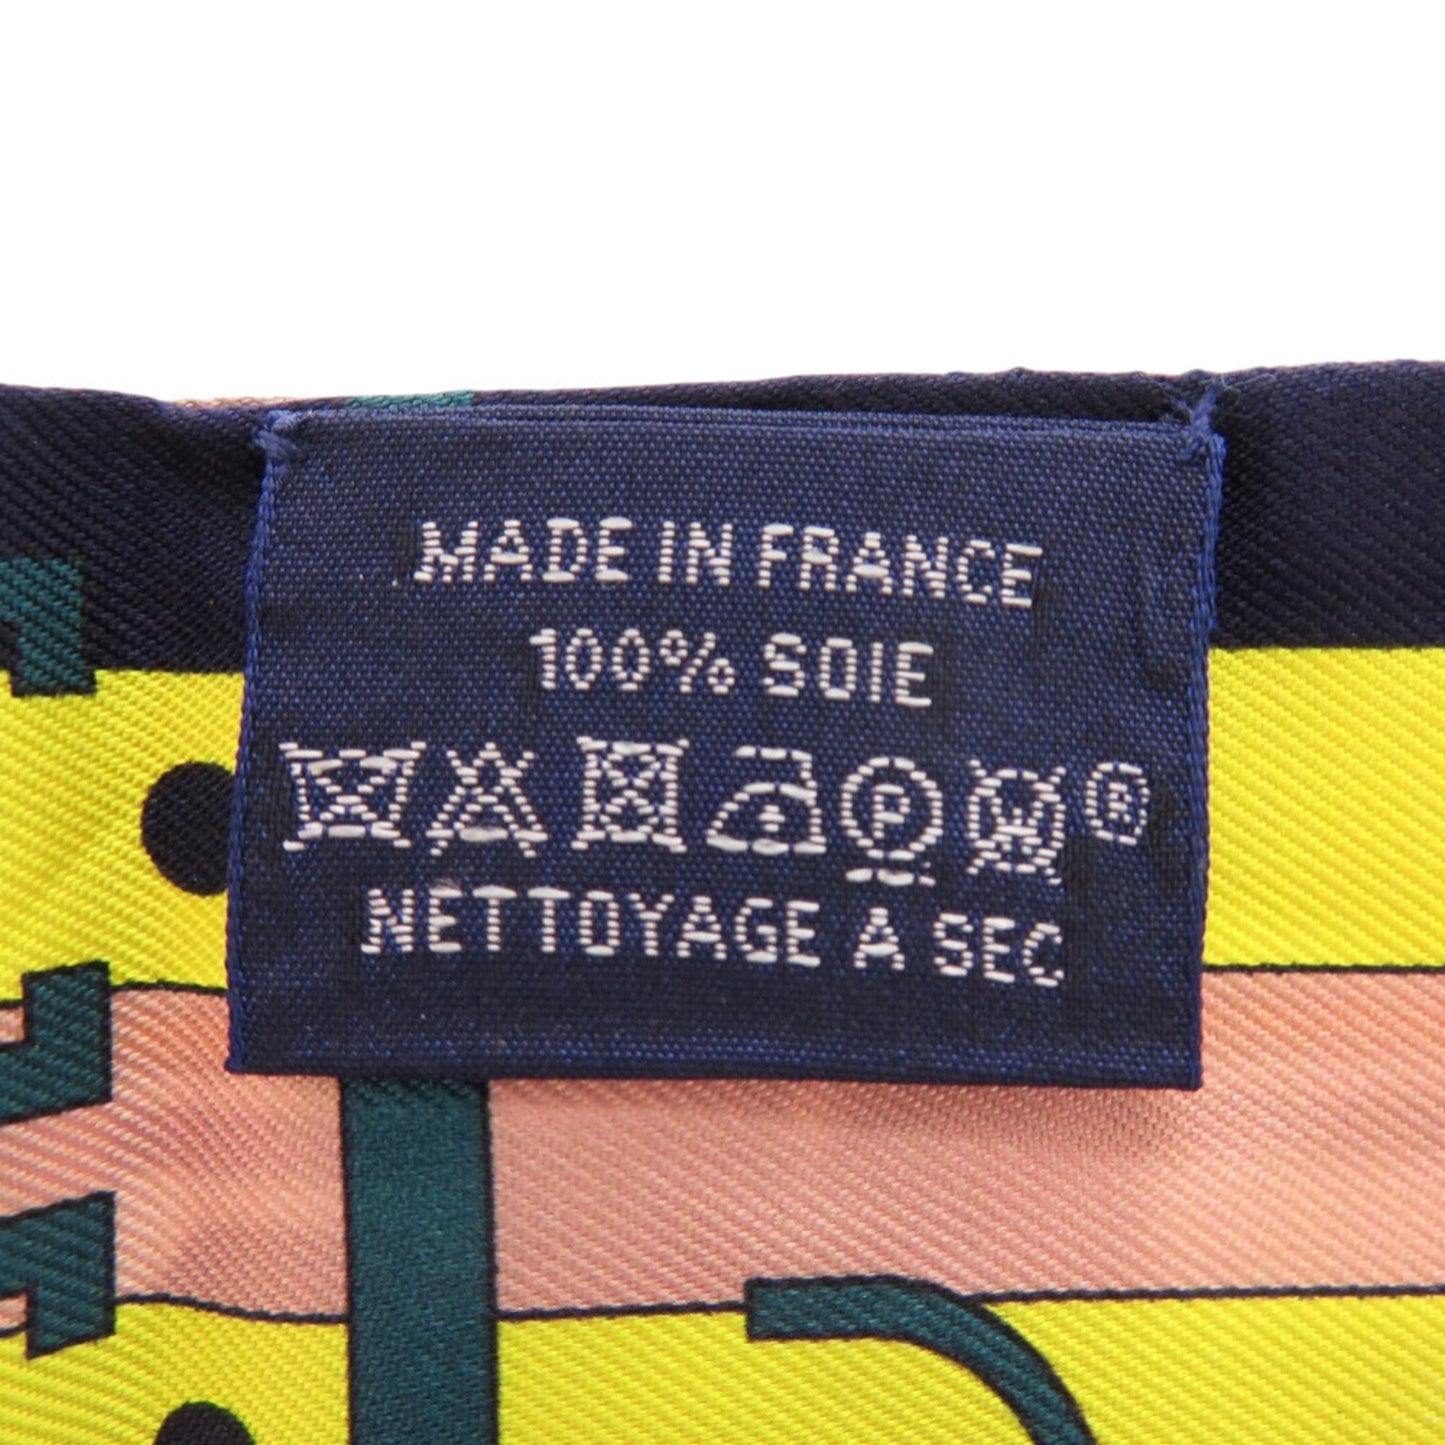 MADE IN FRANCE
100% SOIE
P W ®
NETTOYAGE A SEC